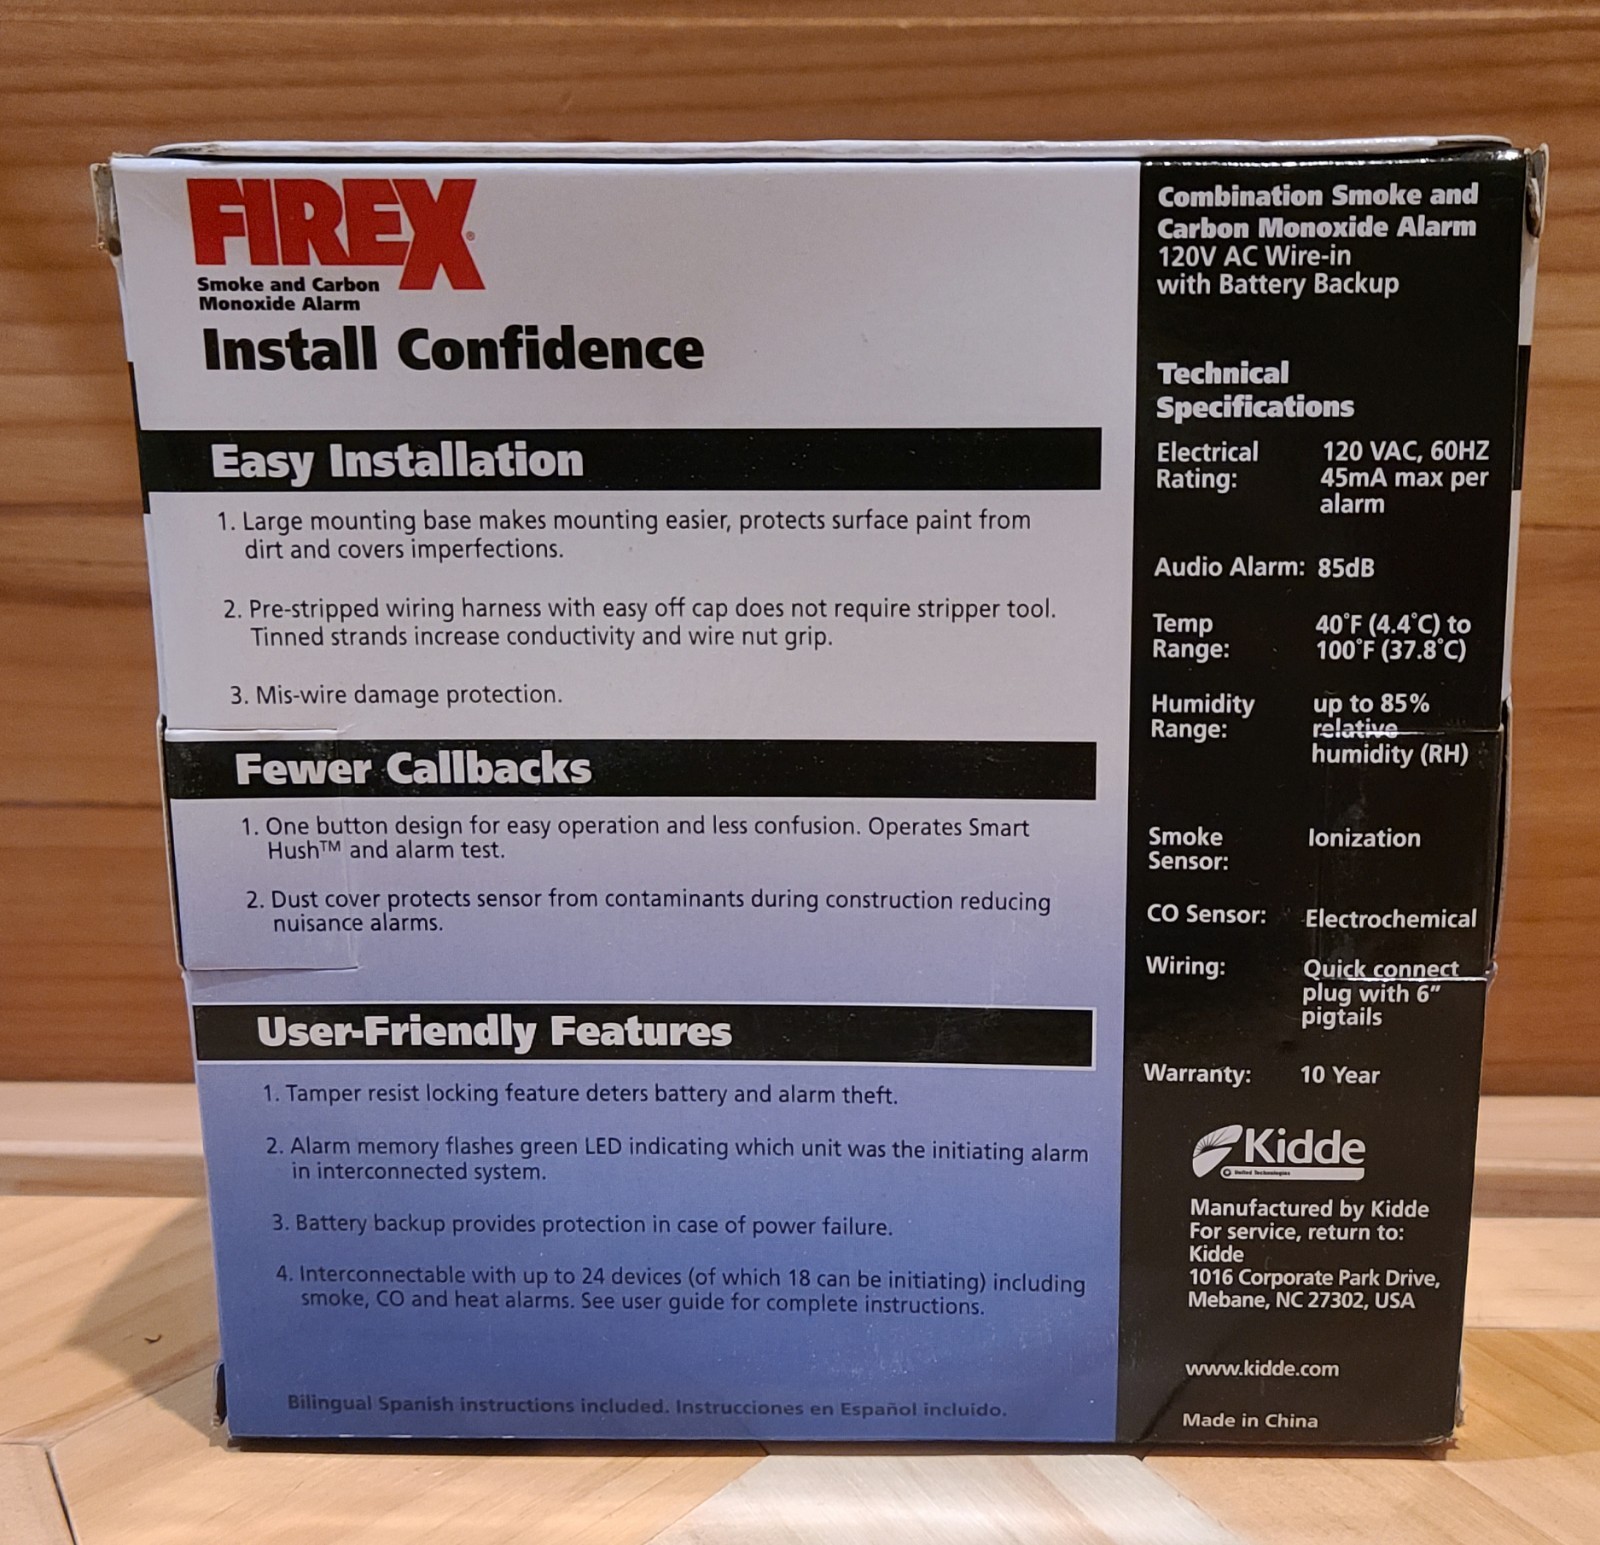 FIREX®
Smoke and Carbon
Monoxide Alarm
Install Confidence
Easy Installation
1. Large mounting base makes mounting easier, protects surface paint from
dirt and covers imperfections.
2. Pre-stripped wiring harness with easy off cap does not require stripper tool.
Tinned strands increase conductivity and wire nut grip.
3. Mis-wire damage protection.
Fewer Callbacks
1. One button design for easy operation and less confusion. Operates Smart
Hush™ and alarm test.
2. Dust cover protects sensor from contaminants during construction reducing
nuisance alarms.
User-Friendly Features
1. Tamper resist locking feature deters battery and alarm theft.
2. Alarm memory flashes green LED indicating which unit was the initiating alarm
in interconnected system.
3. Battery backup provides protection in case of power failure.
4. Interconnectable with up to 24 devices (of which 18 can be initiating) including
smoke, CO and heat alarms. See user guide for complete instructions.
Bilingual Spanish instructions included. Instrucciones en Español incluido.
Combination Smoke and
Carbon Monoxide Alarm
120V AC Wire-in
with Battery Backup
Technical
Specifications
Electrical 120 VAC, 60HZ
Rating: 45mA max per
alarm
Audio Alarm: 85dB
Temp 40°F (4.4°C) to
Range: 100°F (37.8°C)
Humidity up to 85%
Range: relative
humidity (RH)
Smoke Ionization
Sensor:
CO Sensor: Electrochemical
Wiring: Quick connect
plug with 6"
pigtails
Warranty: 10 Year
Kidde
United Technologies
Manufactured by Kidde
For service, return to:
Kidde
1016 Corporate Park Drive,
Mebane, NC 27302, USA
www.kidde.com
Made in China